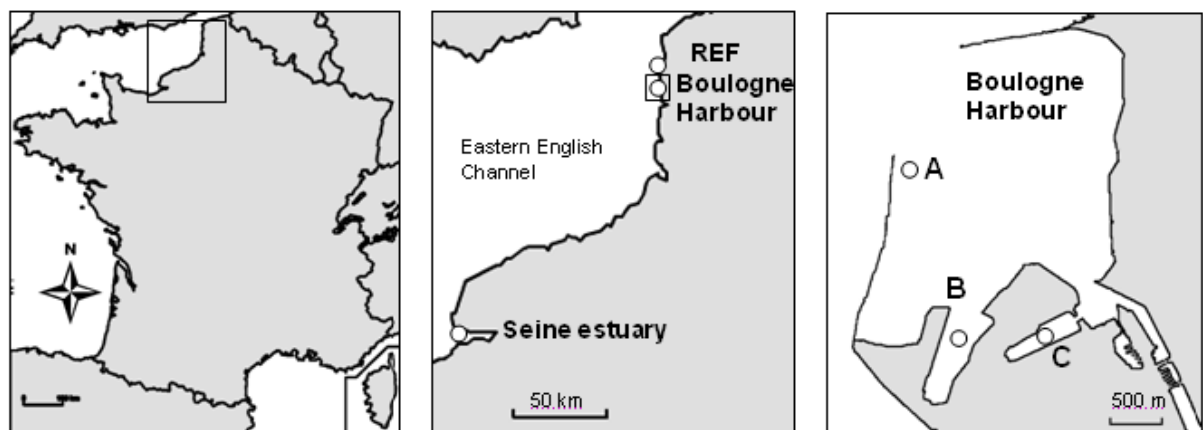 N
REF
Boulogne
Harbour
Eastern English
Channel
Seine estuary
50 km
Boulogne
Harbour
A
B
C
500 m